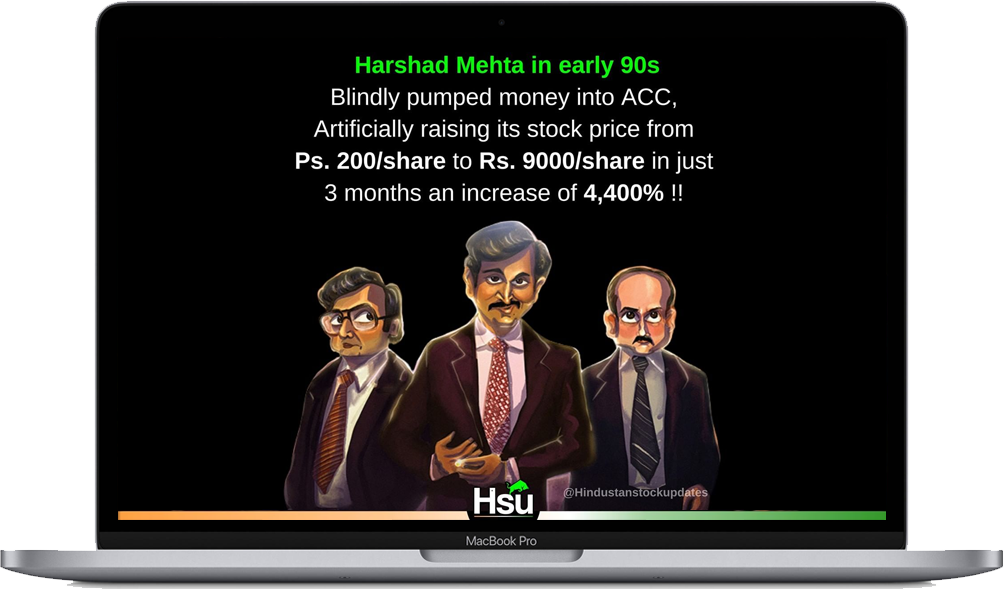 Harshad Mehta in early 90s
Blindly pumped money into ACC,
Artificially raising its stock price from
Ps. 200/share to Rs. 9000/share in just
3 months an increase of 4,400% !!
@Hindustanstockupdates
Hsu
MacBook Pro